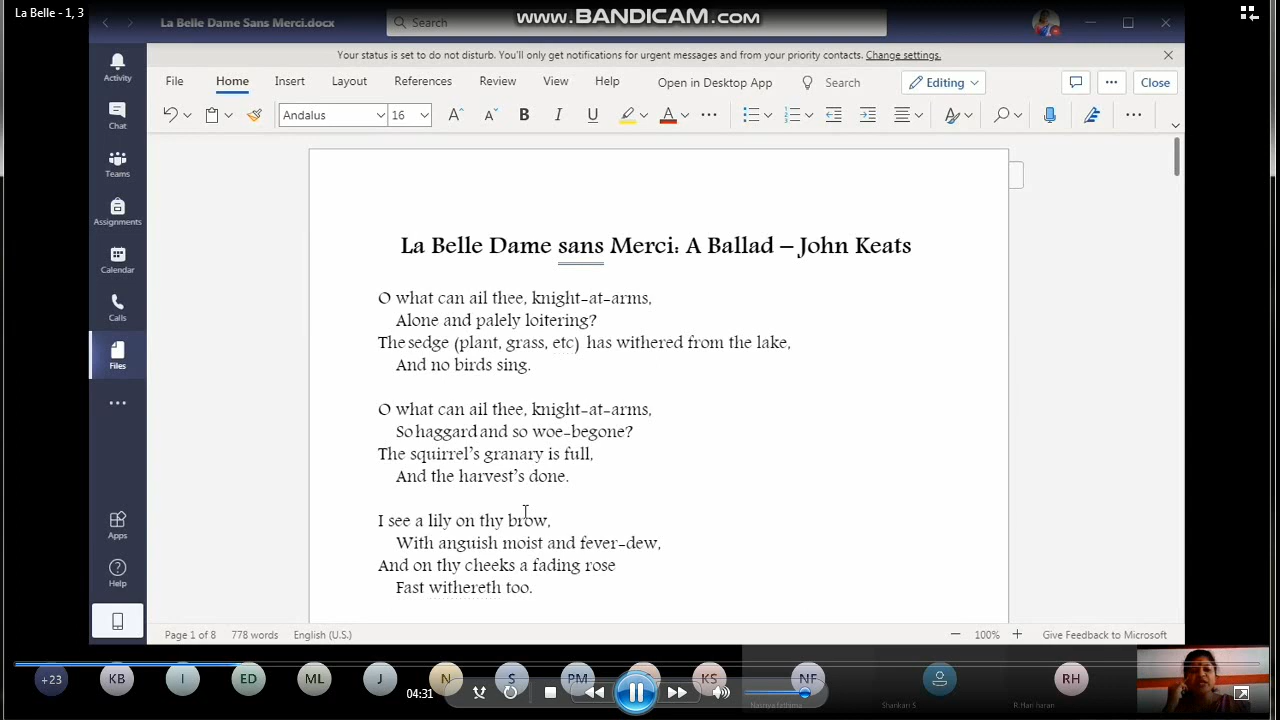 La Belle - 1, 3
La Belle Dame Sans Merci.docx
Search
www.BANDICAM.com
Your status is set to do not disturb. You'll only get notifications for urgent messages and from your priority contacts. Change settings.
File Home Insert Layout References Review View Help Open in Desktop App Search Editing Close
Andalus 16 B I U A
Activity
Chat
Teams
Assignments
Calendar
Calls
Files
Apps
Help
La Belle Dame sans Merci: A Ballad – John Keats
O what can ail thee, knight-at-arms,
Alone and palely loitering?
The sedge (plant, grass, etc) has withered from the lake,
And no birds sing.
O what can ail thee, knight-at-arms,
So haggard and so woe-begone?
The squirrel's granary is full,
And the harvest's done.
I see a lily on thy brow,
With anguish moist and fever-dew,
And on thy cheeks a fading rose
Fast withereth too.
Page 1 of 8 778 words English (U.S.) 100% Give Feedback to Microsoft
+23 KB I ED ML J N S PM KS NF RH
04:31
Shankari S
R.Hari haran